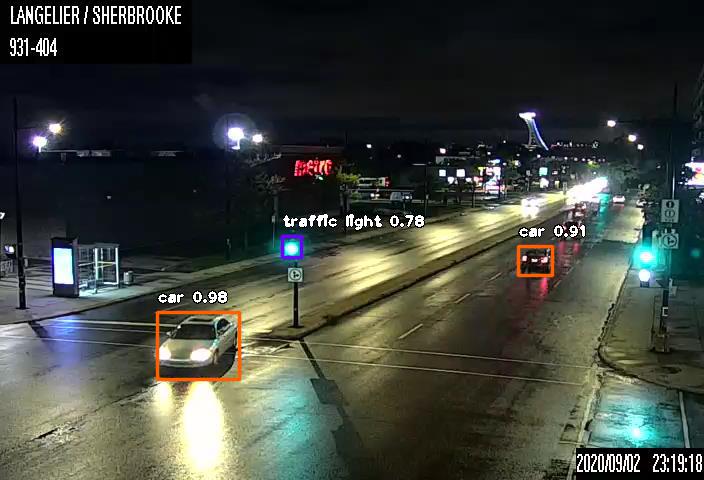 LANGELIER / SHERBROOKE
931-404
metro
traffic light 0.78
car 0.91
car 0.98
2020/09/02 23:19:18